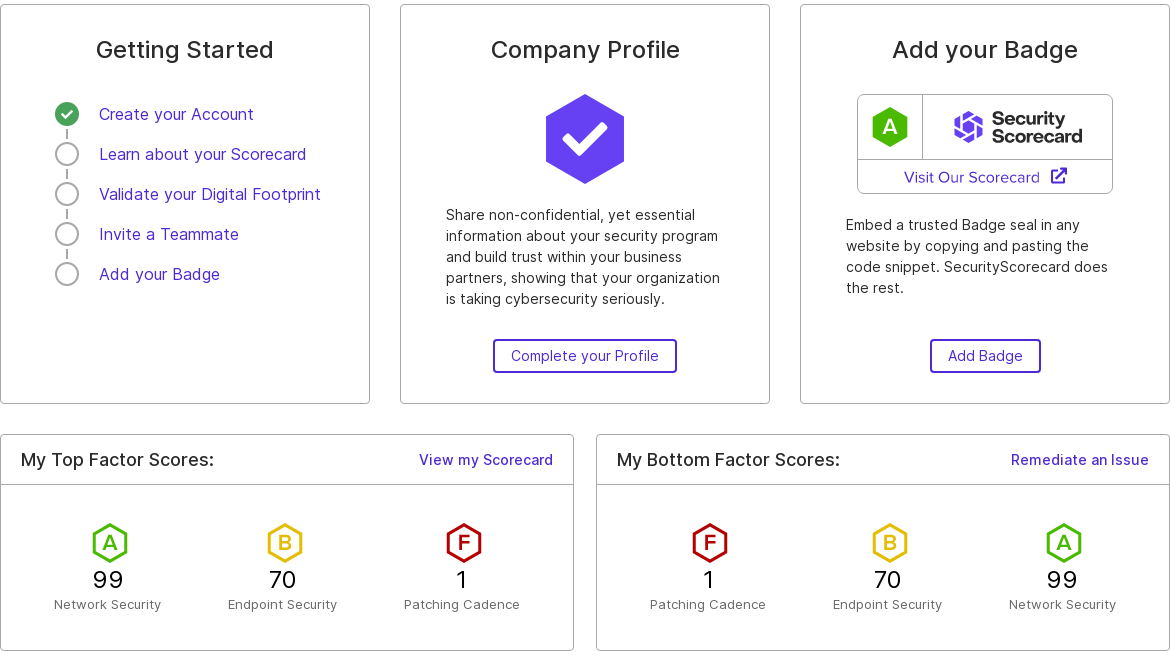 Getting Started
Create your Account
Learn about your Scorecard
Validate your Digital Footprint
Invite a Teammate
Add your Badge
Company Profile
Share non-confidential, yet essential
information about your security program
and build trust within your business
partners, showing that your organization
is taking cybersecurity seriously.
Complete your Profile
Add your Badge
A
Security
Scorecard
Visit Our Scorecard
Embed a trusted Badge seal in any
website by copying and pasting the
code snippet. SecurityScorecard does
the rest.
Add Badge
My Top Factor Scores:
View my Scorecard
A
99
Network Security
B
70
Endpoint Security
F
1
Patching Cadence
My Bottom Factor Scores:
Remediate an Issue
F
1
Patching Cadence
B
70
Endpoint Security
A
99
Network Security